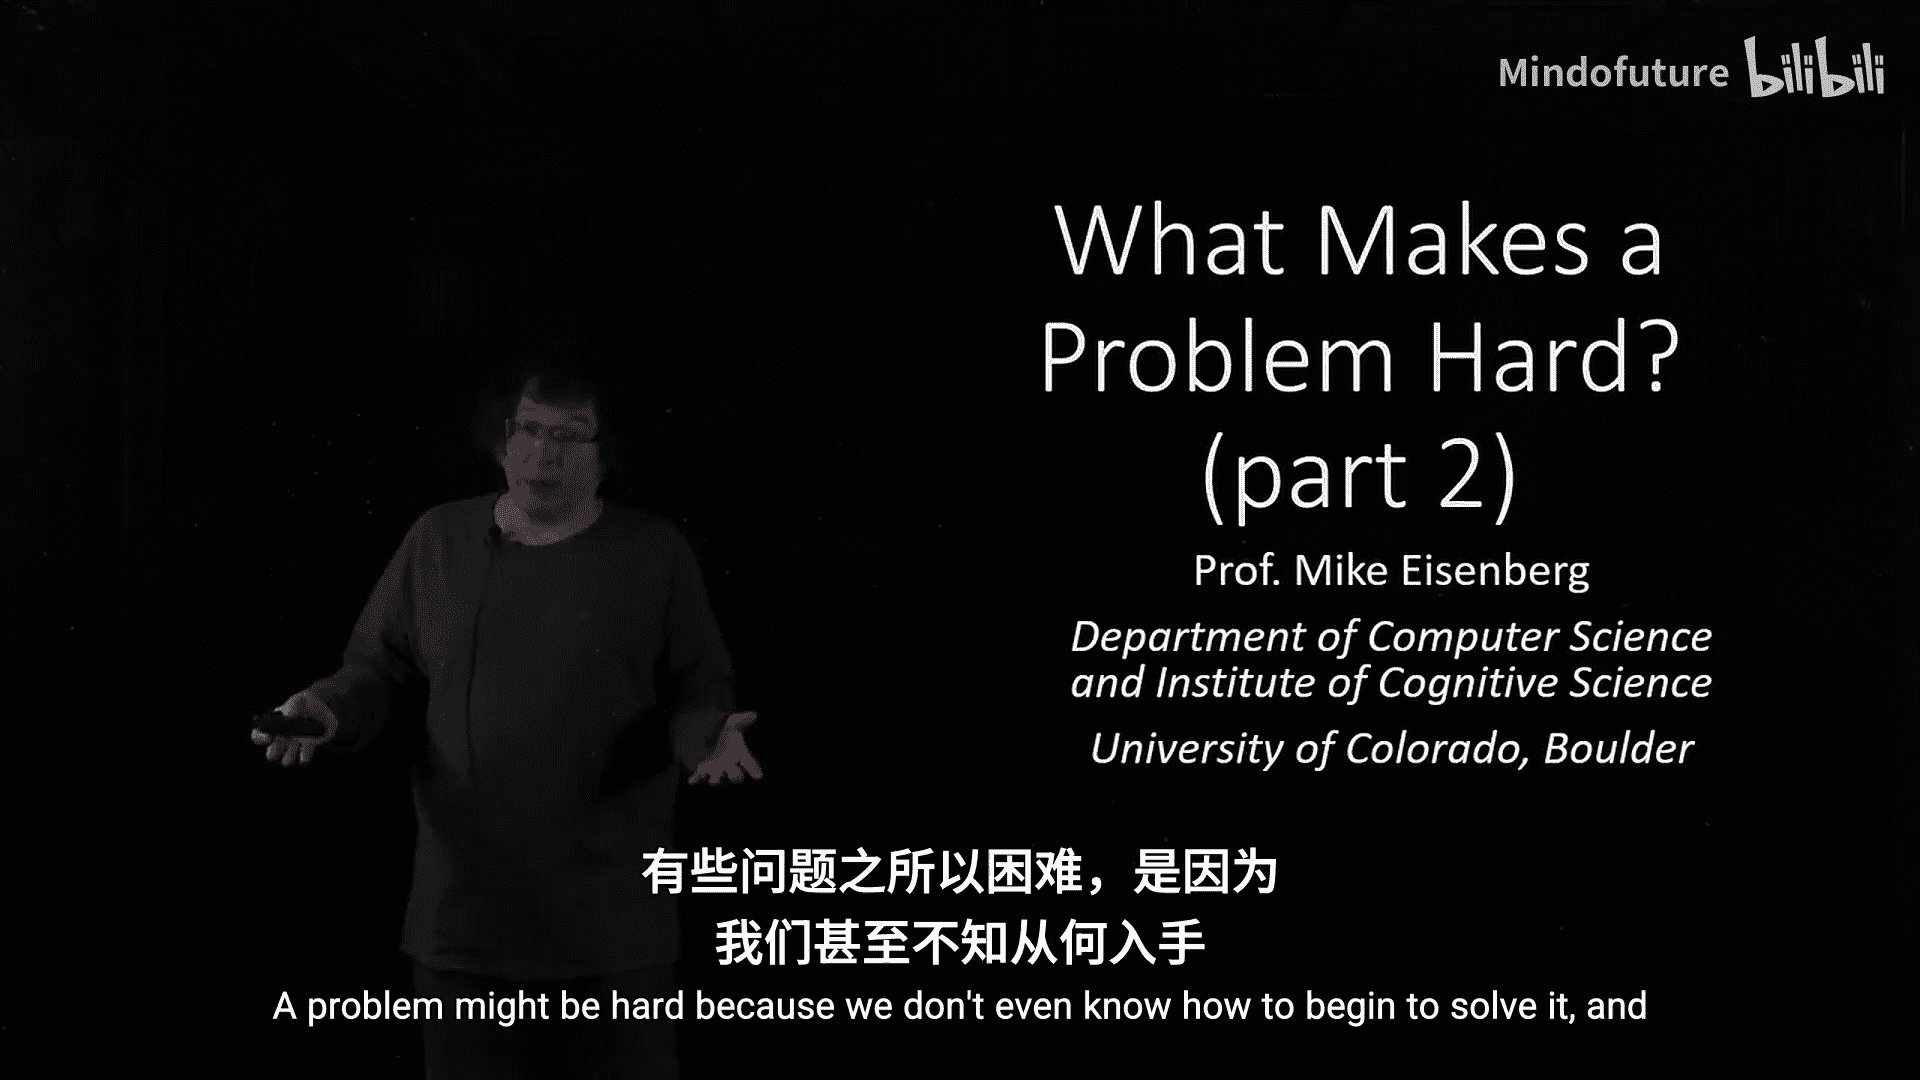 Mindofuture bilibili
What Makes a
Problem Hard?
(part 2)
Prof. Mike Eisenberg
Department of Computer Science
and Institute of Cognitive Science
University of Colorado, Boulder
有些问题之所以困难，是因为
我们甚至不知从何入手
A problem might be hard because we don't even know how to begin to solve it, and